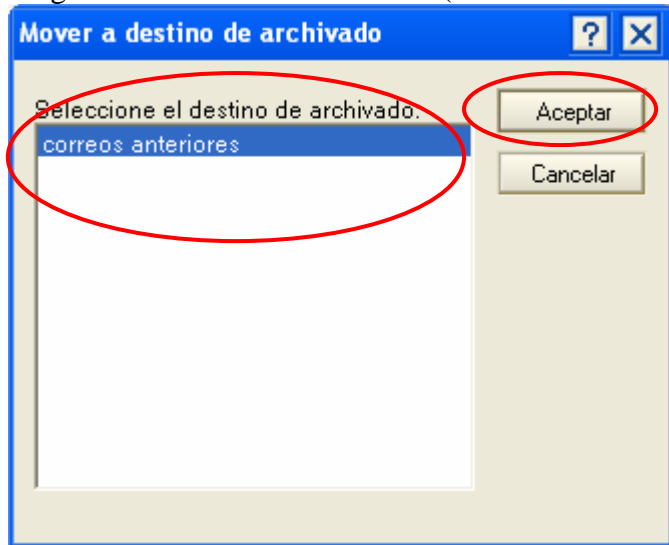 Mover a destino de archivado
Seleccione el destino de archivado.
Aceptar
correos anteriores
Cancelar